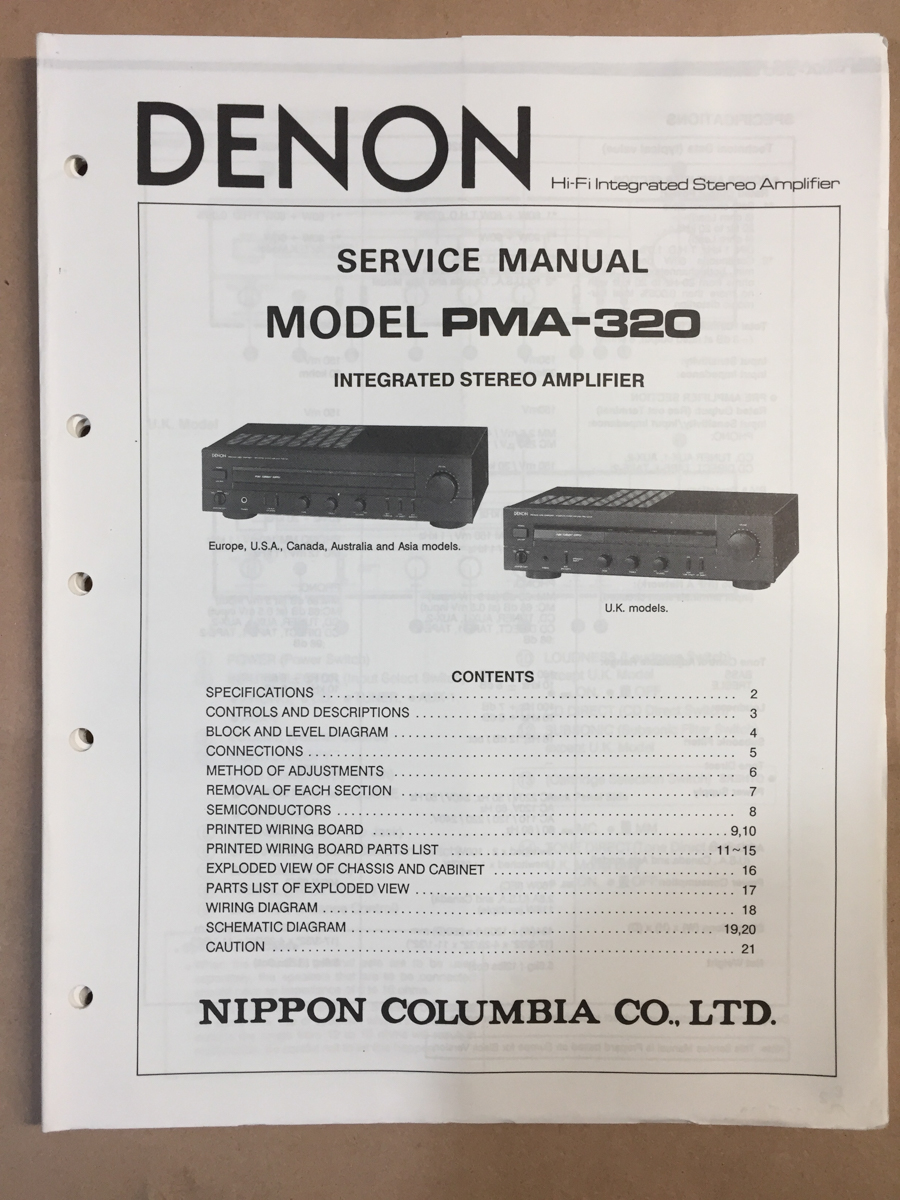 DENON
Hi-Fi Integrated Stereo Amplifier
SERVICE MANUAL
MODEL PMA-320
INTEGRATED STEREO AMPLIFIER
DENON
DENON
Europe, U.S.A., Canada, Australia and Asia models.
U.K. models.
CONTENTS
SPECIFICATIONS ........ 2
CONTROLS AND DESCRIPTIONS ........ 3
BLOCK AND LEVEL DIAGRAM ........ 4
CONNECTIONS ........ 5
METHOD OF ADJUSTMENTS ........ 6
REMOVAL OF EACH SECTION ........ 7
SEMICONDUCTORS ........ 8
PRINTED WIRING BOARD ........ 9,10
PRINTED WIRING BOARD PARTS LIST ........ 11~15
EXPLODED VIEW OF CHASSIS AND CABINET ........ 16
PARTS LIST OF EXPLODED VIEW ........ 17
WIRING DIAGRAM ........ 18
SCHEMATIC DIAGRAM ........ 19,20
CAUTION ........ 21
NIPPON COLUMBIA CO., LTD.